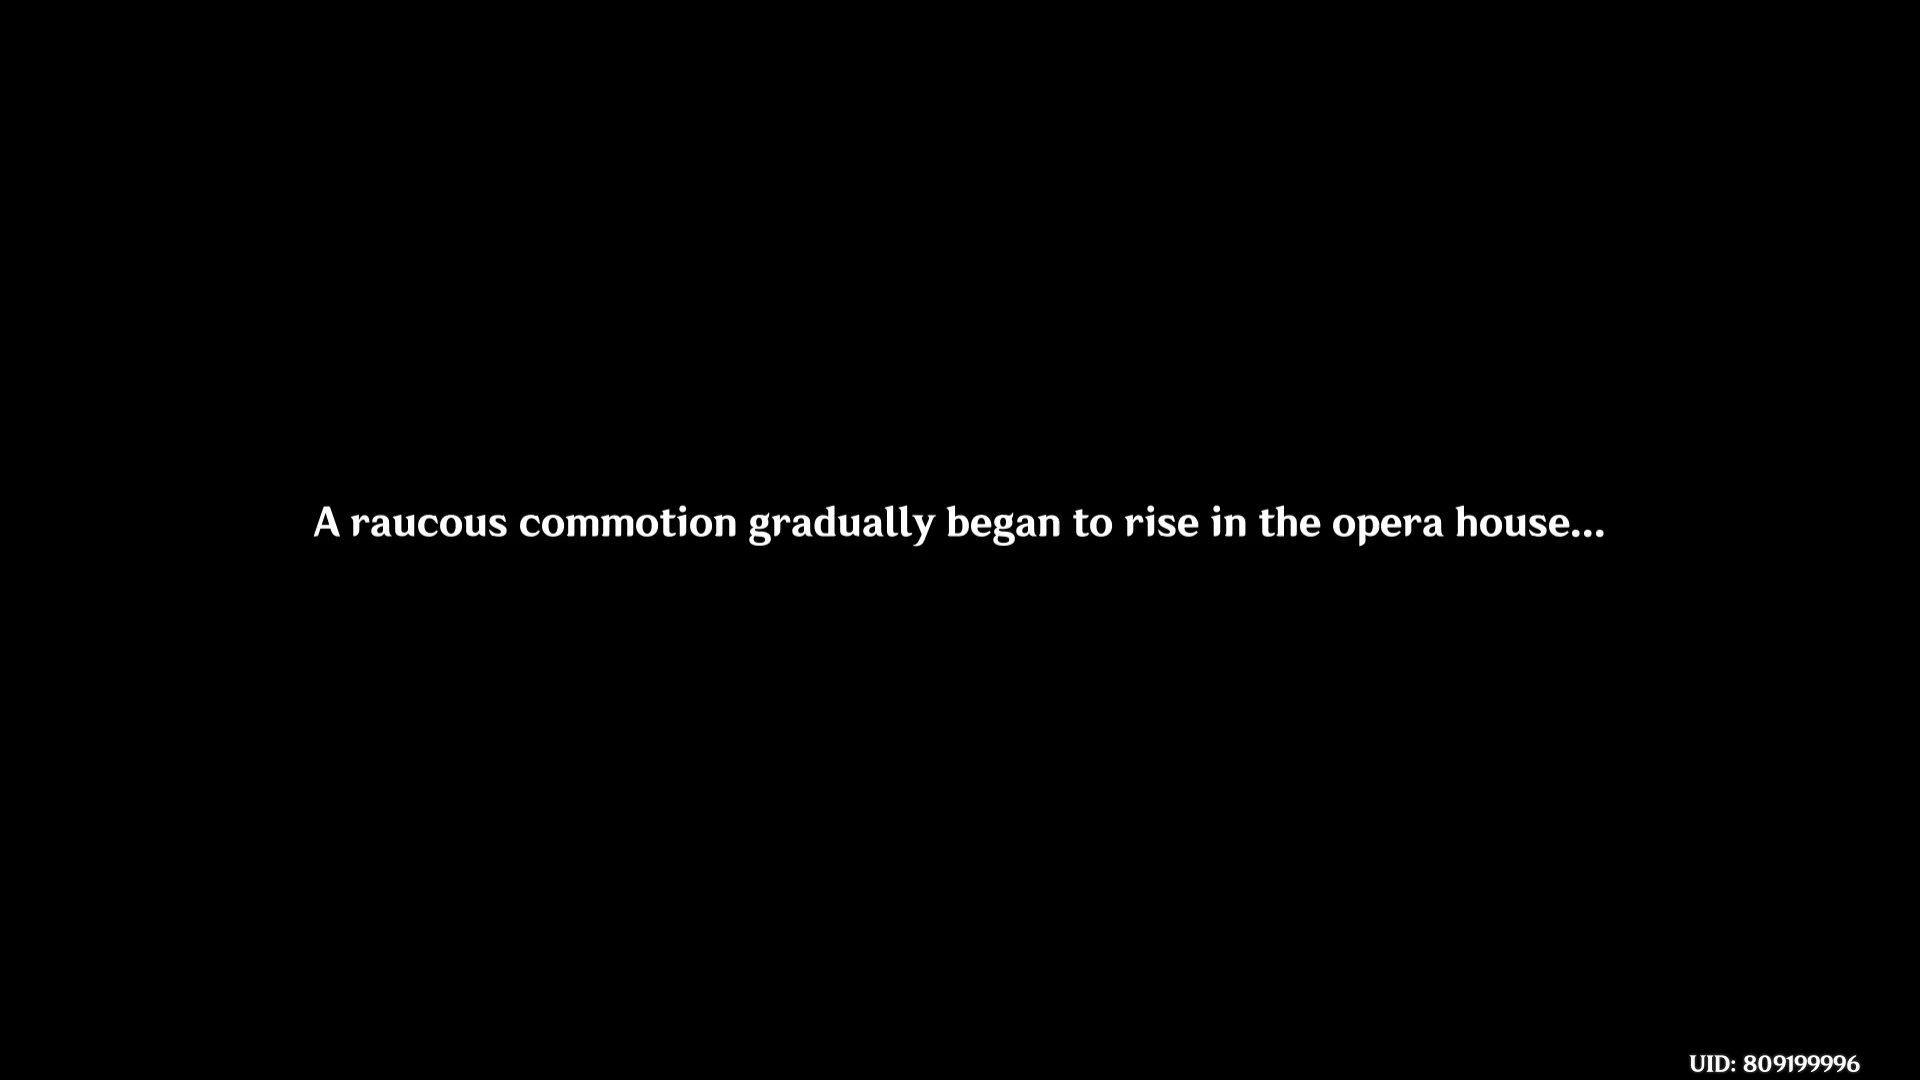 A raucous commotion gradually began to rise in the opera house...
UID: 809199996